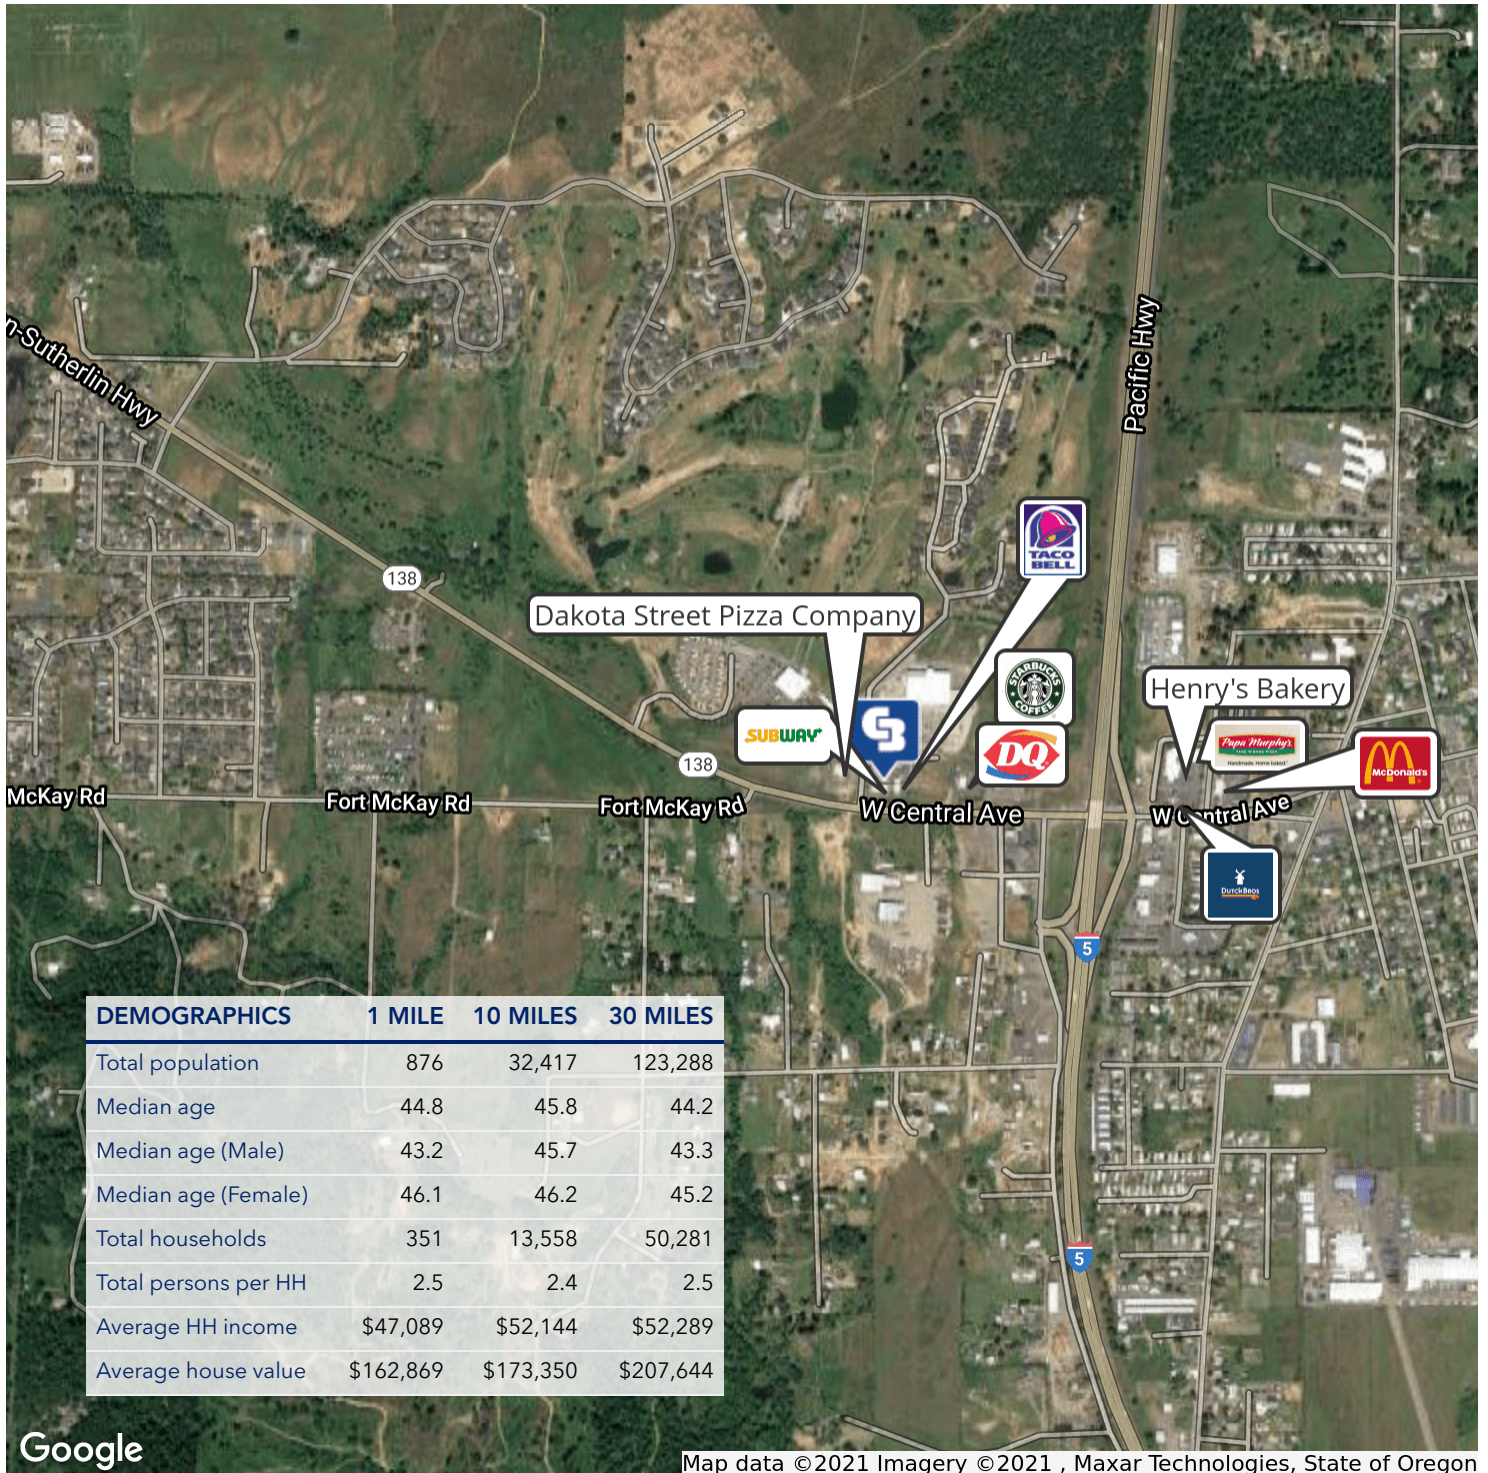 n-Sutherlin Hwy
Pacific Hwy
TACO
BELL
138
Dakota Street Pizza Company
STARBUCKS
COFFEE
Henry's Bakery
SUBWAY
DQ
Papa Murphy's
TAKE 'N' BAKE PIZZA
Handmade. Home baked.
McDonald's
138
McKay Rd
Fort McKay Rd
Fort McKay Rd
W Central Ave
W Central Ave
DUTCH BROS
5
DEMOGRAPHICS 1 MILE 10 MILES 30 MILES
Total population 876 32,417 123,288
Median age 44.8 45.8 44.2
Median age (Male) 43.2 45.7 43.3
Median age (Female) 46.1 46.2 45.2
Total households 351 13,558 50,281
Total persons per HH 2.5 2.4 2.5
Average HH income $47,089 $52,144 $52,289
Average house value $162,869 $173,350 $207,644
5
Google
Map data ©2021 Imagery ©2021 , Maxar Technologies, State of Oregon